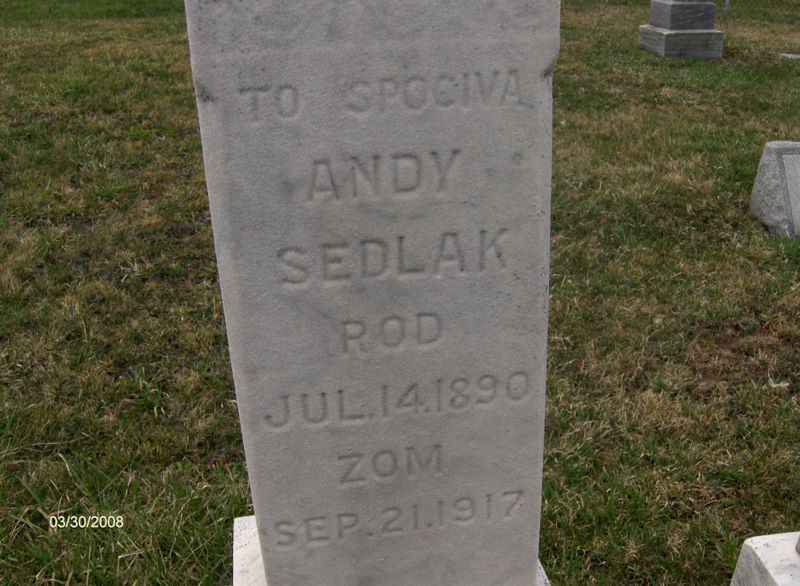 TO SPOCIVA
ANDY
SEDLAK
ROD
JUL.14.1890
ZOM
SEP.21.1917
03/30/2008